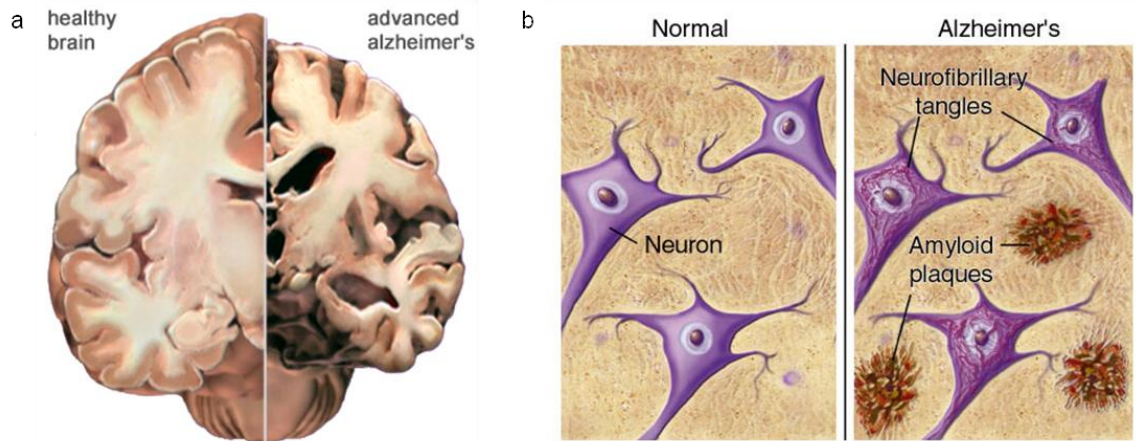 a
healthy
brain
advanced
alzheimer's
b
Normal
Neuron
Alzheimer's
Neurofibrillary
tangles
Amyloid
plaques